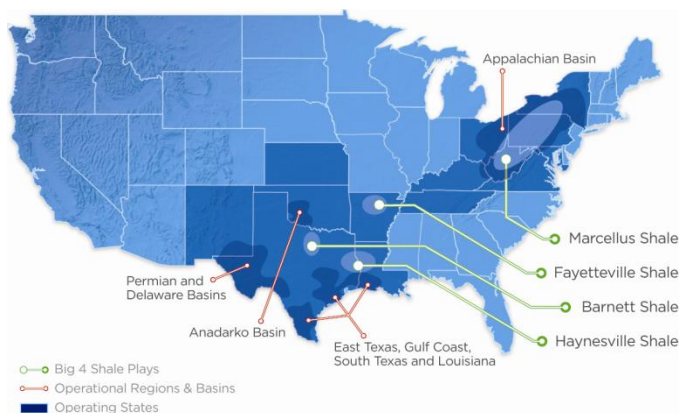 Appalachian Basin
Marcellus Shale
Fayetteville Shale
Permian and
Delaware Basins
Barnett Shale
Anadarko Basin
Haynesville Shale
East Texas, Gulf Coast,
South Texas and Louisiana
Big 4 Shale Plays
Operational Regions & Basins
Operating States